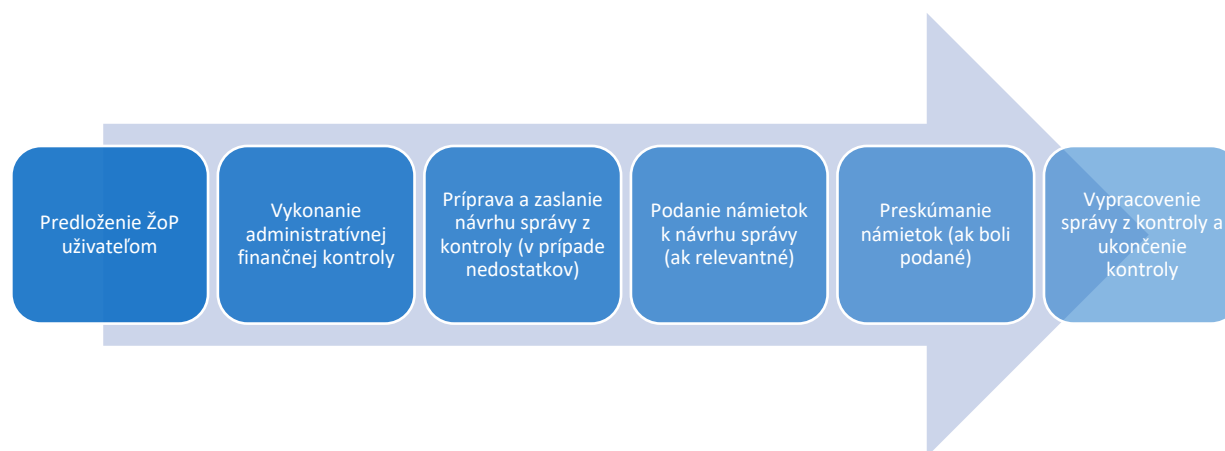 Predloženie ŽoP
uživateľom
Vykonanie
administratívnej
finančnej kontroly
Príprava a zaslanie
návrhu správy z
kontroly (v prípade
nedostatkov)
Podanie námietok
k návrhu správy
(ak relevantné)
Preskúmanie
námietok (ak boli
podané)
Vypracovenie
správy z kontroly a
ukončenie
kontroly